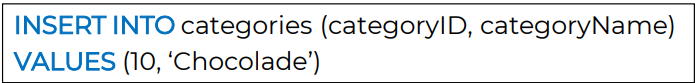 INSERT INTO categories (categoryID, categoryName)
VALUES (10, ‘Chocolade’)